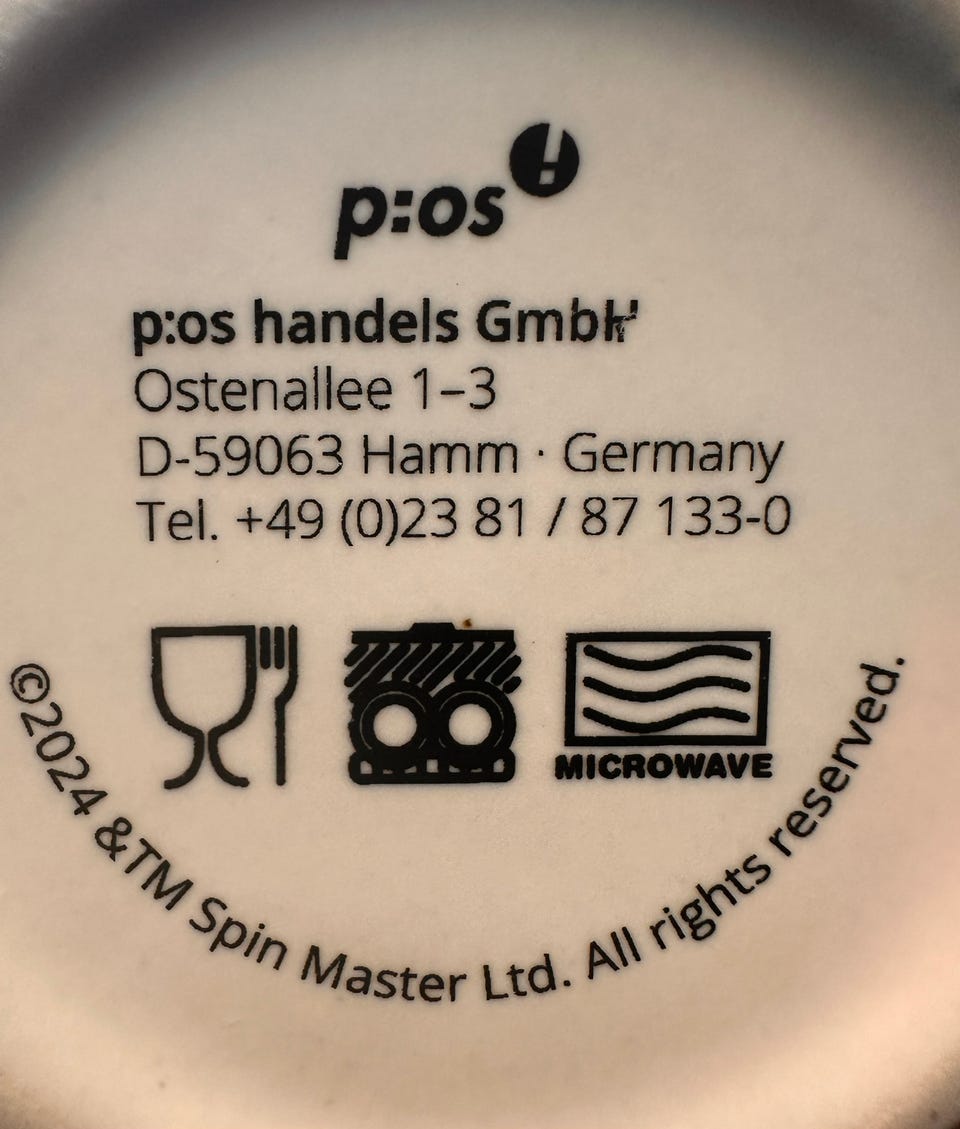 p:os
p:os handels GmbH
Ostenallee 1–3
D-59063 Hamm · Germany
Tel. +49 (0)23 81 / 87 133-0
MICROWAVE
©2024 &TM Spin Master Ltd. All rights reserved.